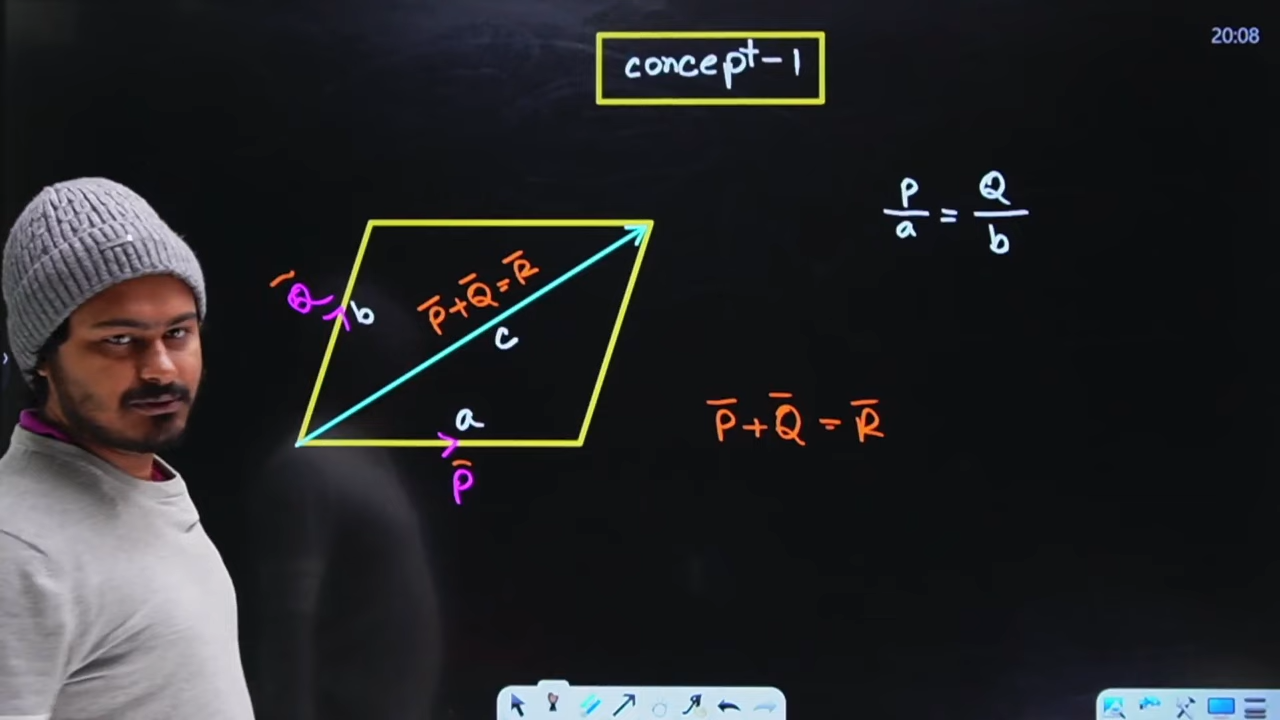 20:08
concept-1
P/a = Q/b
Q̄
b
P̄+Q̄=R̄
c
a
P̄
P̄+Q̄=R̄